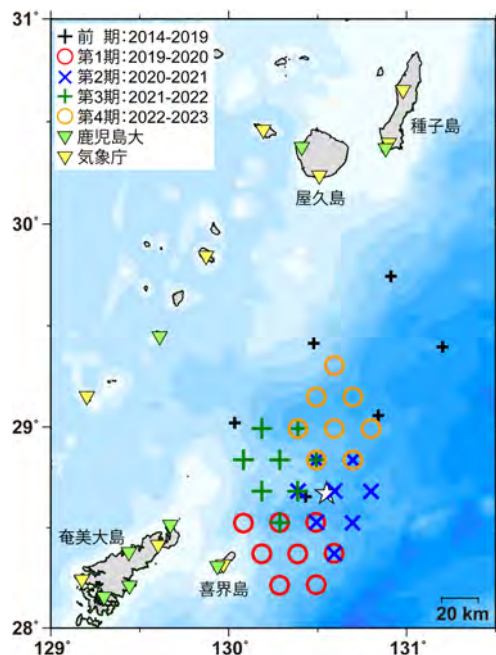 31˚
前 期：2014-2019
第1期：2019-2020
第2期：2020-2021
第3期：2021-2022
第4期：2022-2023
鹿児島大
気象庁
種子島
屋久島
30˚
29˚
奄美大島
喜界島
20 km
28˚
129˚
130˚
131˚